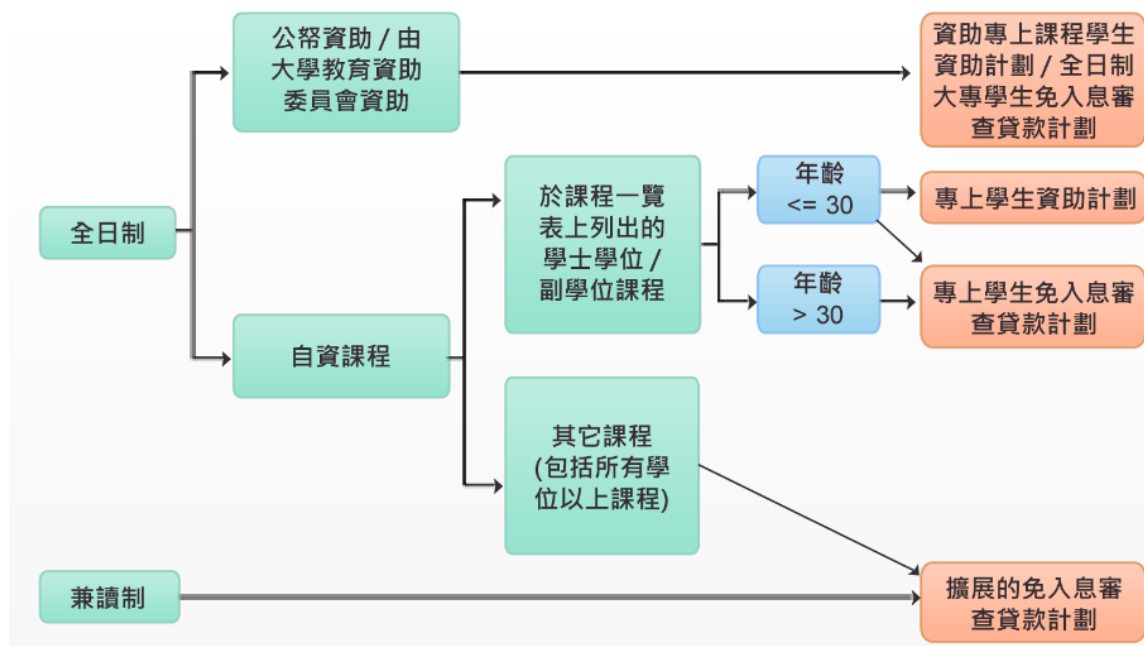 公帑資助 / 由
大學教育資助
委員會資助
資助專上課程學生
資助計劃 / 全日制
大專學生免入息審
查貸款計劃
全日制
於課程一覽
表上列出的
學士學位 /
副學位課程
年齡
<= 30
專上學生資助計劃
年齡
> 30
專上學生免入息審
查貸款計劃
自資課程
其它課程
(包括所有學
位以上課程)
兼讀制
擴展的免入息審
查貸款計劃